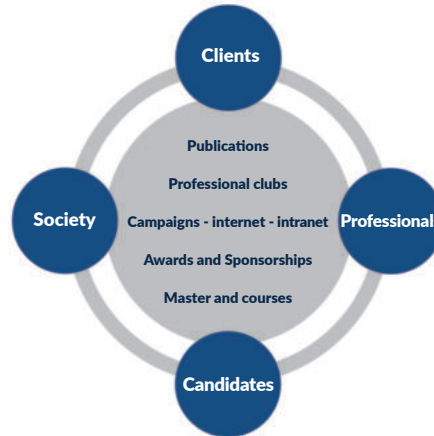 Clients
Publications
Professional clubs
Society
Campaigns - internet - intranet
Professional
Awards and Sponsorships
Master and courses
Candidates